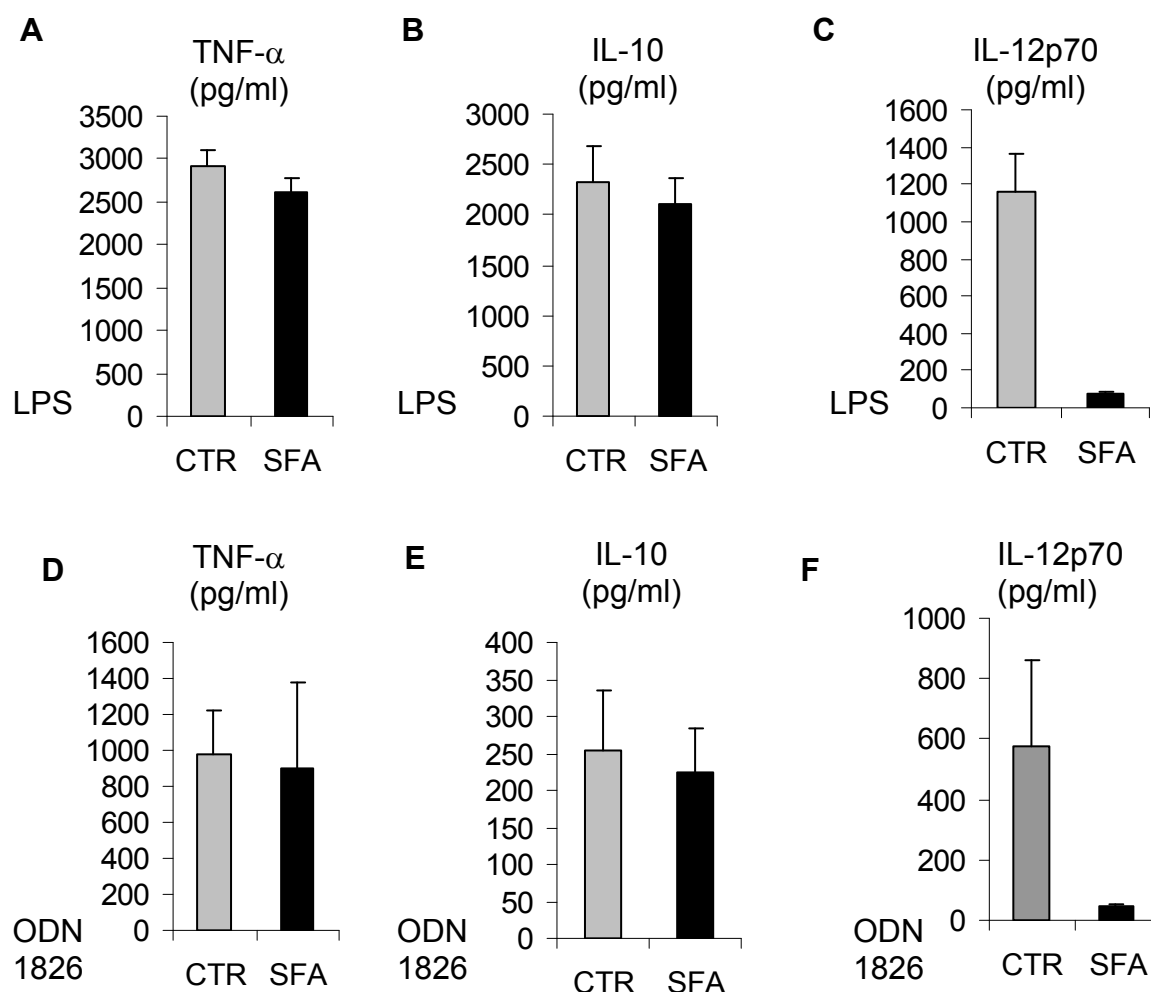 A
TNF-α
(pg/ml)
3500
3000
2500
2000
1500
1000
500
0
LPS
CTR SFA
B
IL-10
(pg/ml)
3000
2500
2000
1500
1000
500
0
LPS
CTR SFA
C
IL-12p70
(pg/ml)
1600
1400
1200
1000
800
600
400
200
0
LPS
CTR SFA
D
TNF-α
(pg/ml)
1600
1400
1200
1000
800
600
400
200
0
ODN
1826
CTR SFA
E
IL-10
(pg/ml)
400
350
300
250
200
150
100
50
0
ODN
1826
CTR SFA
F
IL-12p70
(pg/ml)
1000
800
600
400
200
0
ODN
1826
CTR SFA